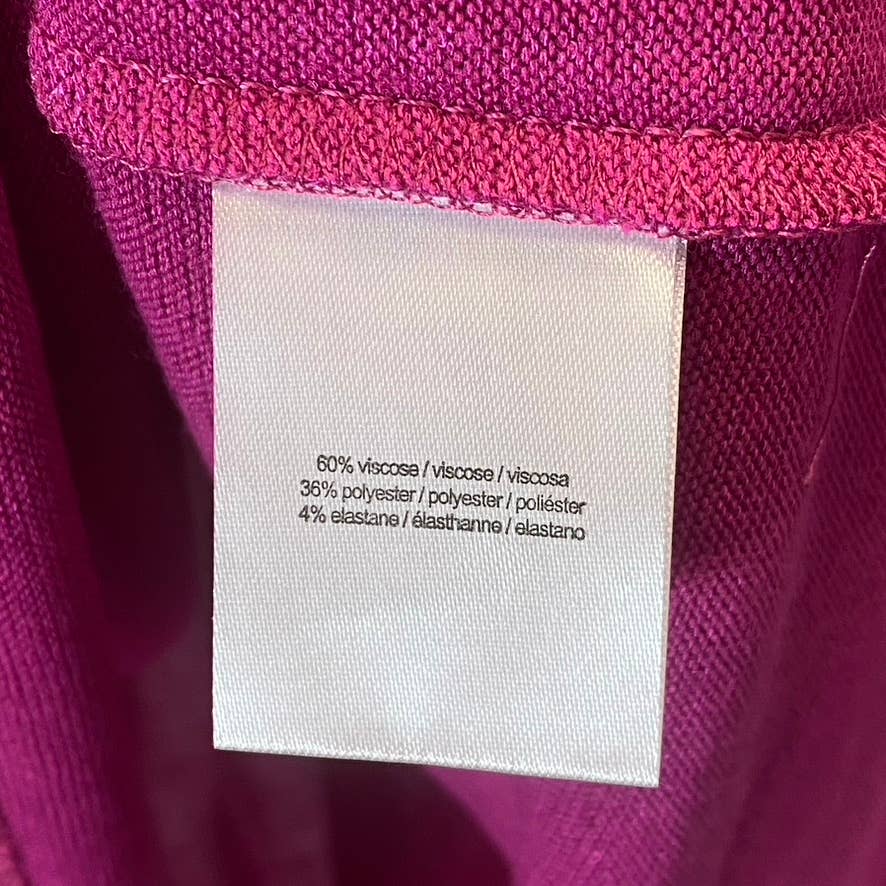 60% viscose / viscose / viscosa
36% polyester / polyester / poliéster
4% elastane / élasthanne / elastano